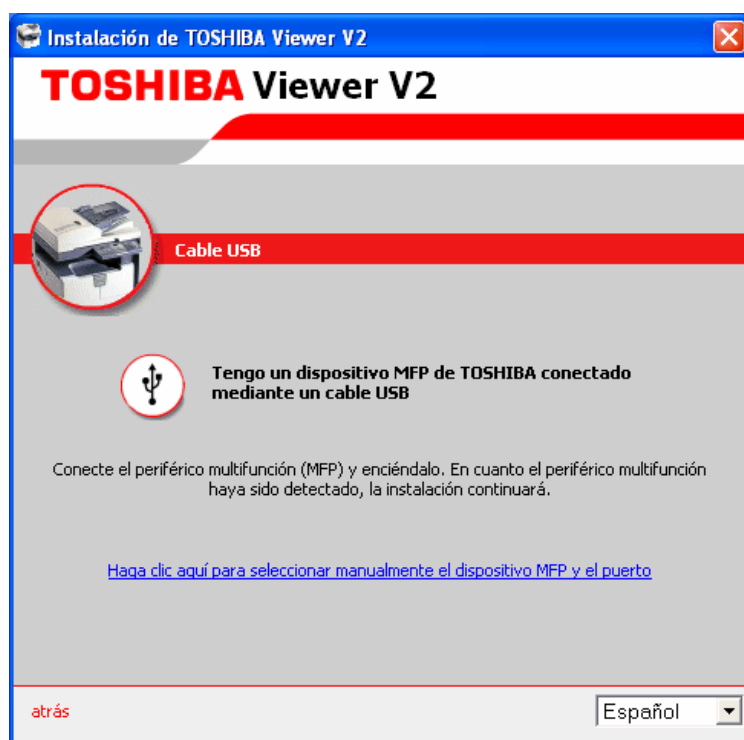 Instalación de TOSHIBA Viewer V2
TOSHIBA Viewer V2
Cable USB
Tengo un dispositivo MFP de TOSHIBA conectado
mediante un cable USB
Conecte el periférico multifunción (MFP) y enciéndalo. En cuanto el periférico multifunción
haya sido detectado, la instalación continuará.
Haga clic aquí para seleccionar manualmente el dispositivo MFP y el puerto
atrás
Español